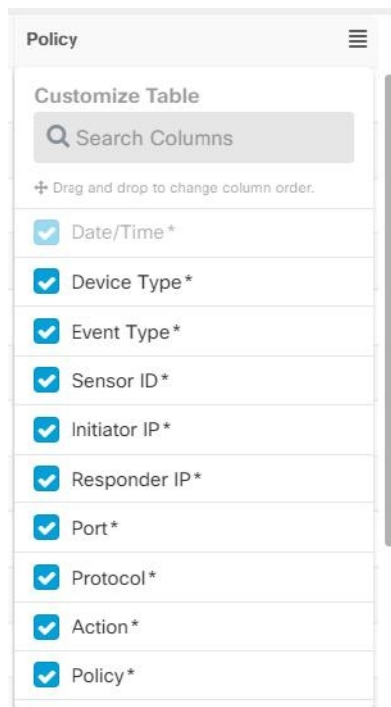 Policy
Customize Table
Search Columns
Drag and drop to change column order.
Date/Time*
Device Type*
Event Type*
Sensor ID*
Initiator IP*
Responder IP*
Port*
Protocol*
Action*
Policy*